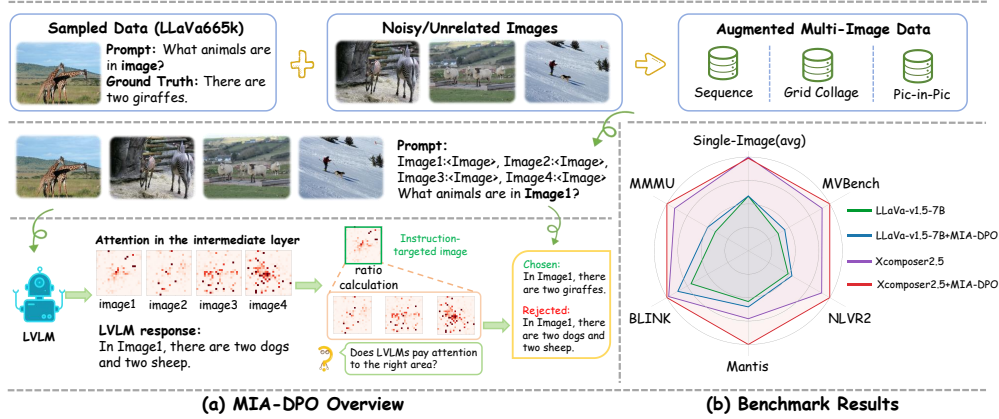 Sampled Data (LLaVa665k)
Prompt: What animals are
in image?
Ground Truth: There are
two giraffes.
Noisy/Unrelated Images
Augmented Multi-Image Data
Sequence
Grid Collage
Pic-in-Pic
Prompt:
Image1:<Image>, Image2:<Image>,
Image3:<Image>, Image4:<Image>
What animals are in Image1?
Attention in the intermediate layer
image1
image2
image3
image4
LVLM
LVLM response:
In Image1, there are two dogs
and two sheep.
Instruction-
targeted image
ratio
calculation
Does LVLMs pay attention
to the right area?
Chosen:
In Image1, there
are two giraffes.
Rejected:
In Image1, there
are two dogs and
two sheep.
(a) MIA-DPO Overview
Single-Image(avg)
MMMU
MVBench
BLINK
NLVR2
Mantis
LLaVa-v1.5-7B
LLaVa-v1.5-7B+MIA-DPO
Xcomposer2.5
Xcomposer2.5+MIA-DPO
(b) Benchmark Results